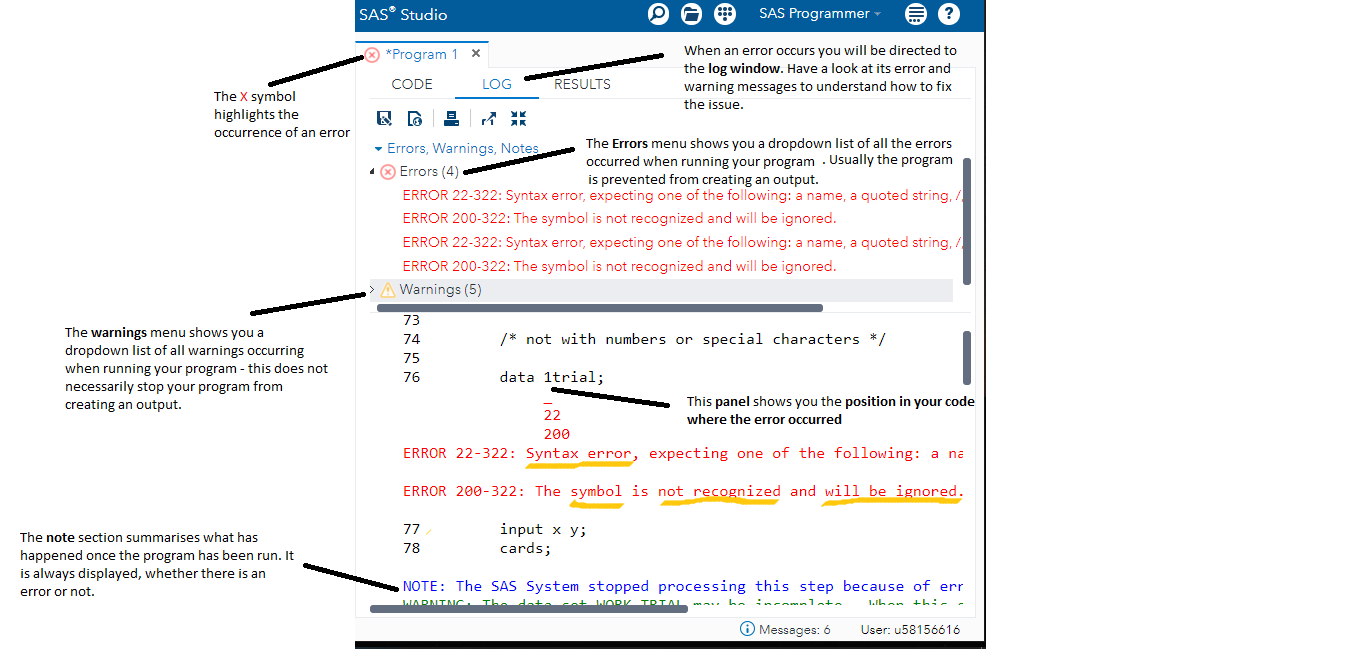 SAS® Studio
SAS Programmer
?
*Program 1
CODE
LOG
RESULTS
When an error occurs you will be directed to
the log window. Have a look at its error and
warning messages to understand how to fix
the issue.
The X symbol
highlights the
occurrence of an error
Errors, Warnings, Notes
The Errors menu shows you a dropdown list of all the errors
occurred when running your program . Usually the program
is prevented from creating an output.
Errors (4)
ERROR 22-322: Syntax error, expecting one of the following: a name, a quoted string, /,
ERROR 200-322: The symbol is not recognized and will be ignored.
ERROR 22-322: Syntax error, expecting one of the following: a name, a quoted string, /,
ERROR 200-322: The symbol is not recognized and will be ignored.
Warnings (5)
The warnings menu shows you a
dropdown list of all warnings occurring
when running your program - this does not
necessarily stop your program from
creating an output.
73
74 /* not with numbers or special characters */
75
76 data 1trial;
_
22
200
This panel shows you the position in your code
where the error occurred
ERROR 22-322: Syntax error, expecting one of the following: a na
ERROR 200-322: The symbol is not recognized and will be ignored.
77 input x y;
78 cards;
The note section summarises what has
happened once the program has been run. It
is always displayed, whether there is an
error or not.
NOTE: The SAS System stopped processing this step because of err
WARNING: The data set WORK.TRIAL may be incomplete. When this s
Messages: 6
User: u58156616